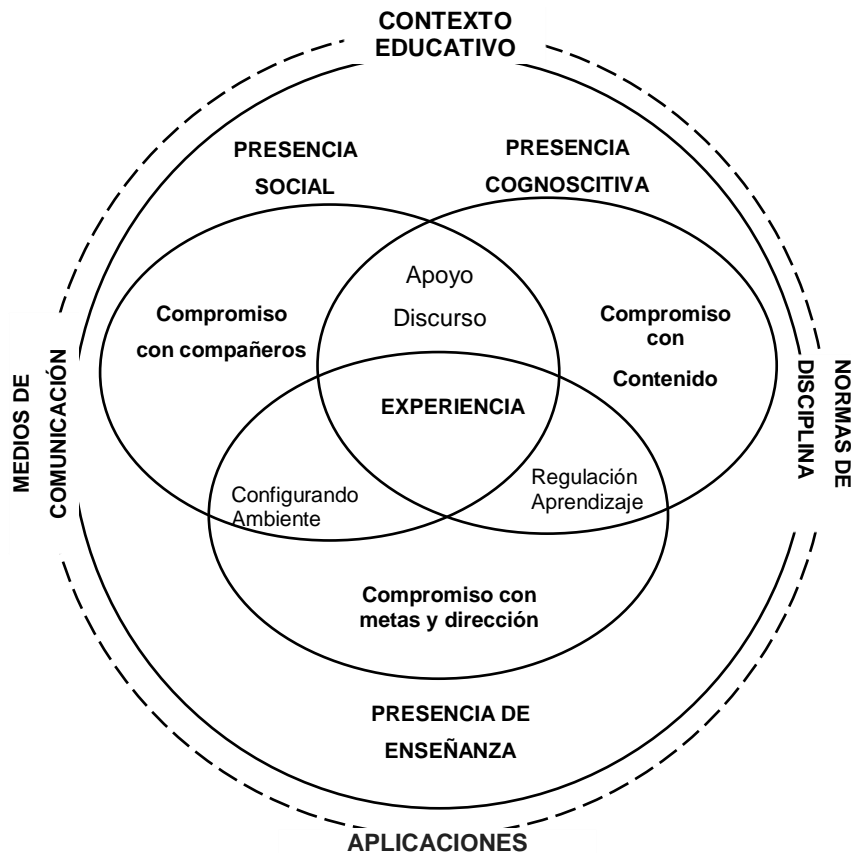 CONTEXTO
EDUCATIVO
PRESENCIA
SOCIAL
PRESENCIA
COGNOSCITIVA
Apoyo
Discurso
Compromiso
con compañeros
Compromiso
con
Contenido
EXPERIENCIA
MEDIOS DE
COMUNICACIÓN
NORMAS DE
DISCIPLINA
Configurando
Ambiente
Regulación
Aprendizaje
Compromiso con
metas y dirección
PRESENCIA DE
ENSEÑANZA
APLICACIONES